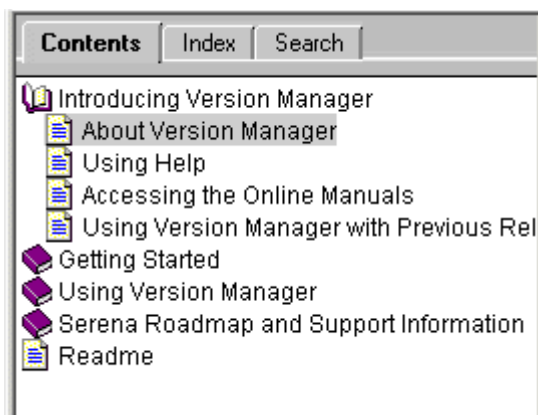 Contents Index Search
Introducing Version Manager
About Version Manager
Using Help
Accessing the Online Manuals
Using Version Manager with Previous Rel
Getting Started
Using Version Manager
Serena Roadmap and Support Information
Readme